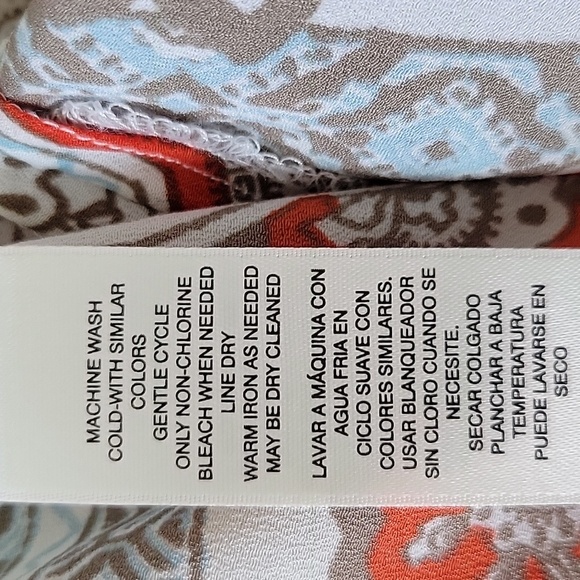 MACHINE WASH
COLD-WITH SIMILAR
COLORS
GENTLE CYCLE
ONLY NON-CHLORINE
BLEACH WHEN NEEDED
LINE DRY
WARM IRON AS NEEDED
MAY BE DRY CLEANED
LAVAR A MÁQUINA CON
AGUA FRIA EN
CICLO SUAVE CON
COLORES SIMILARES.
USAR BLANQUEADOR
SIN CLORO CUANDO SE
NECESITE.
SECAR COLGADO
PLANCHAR A BAJA
TEMPERATURA
PUEDE LAVARSE EN
SECO